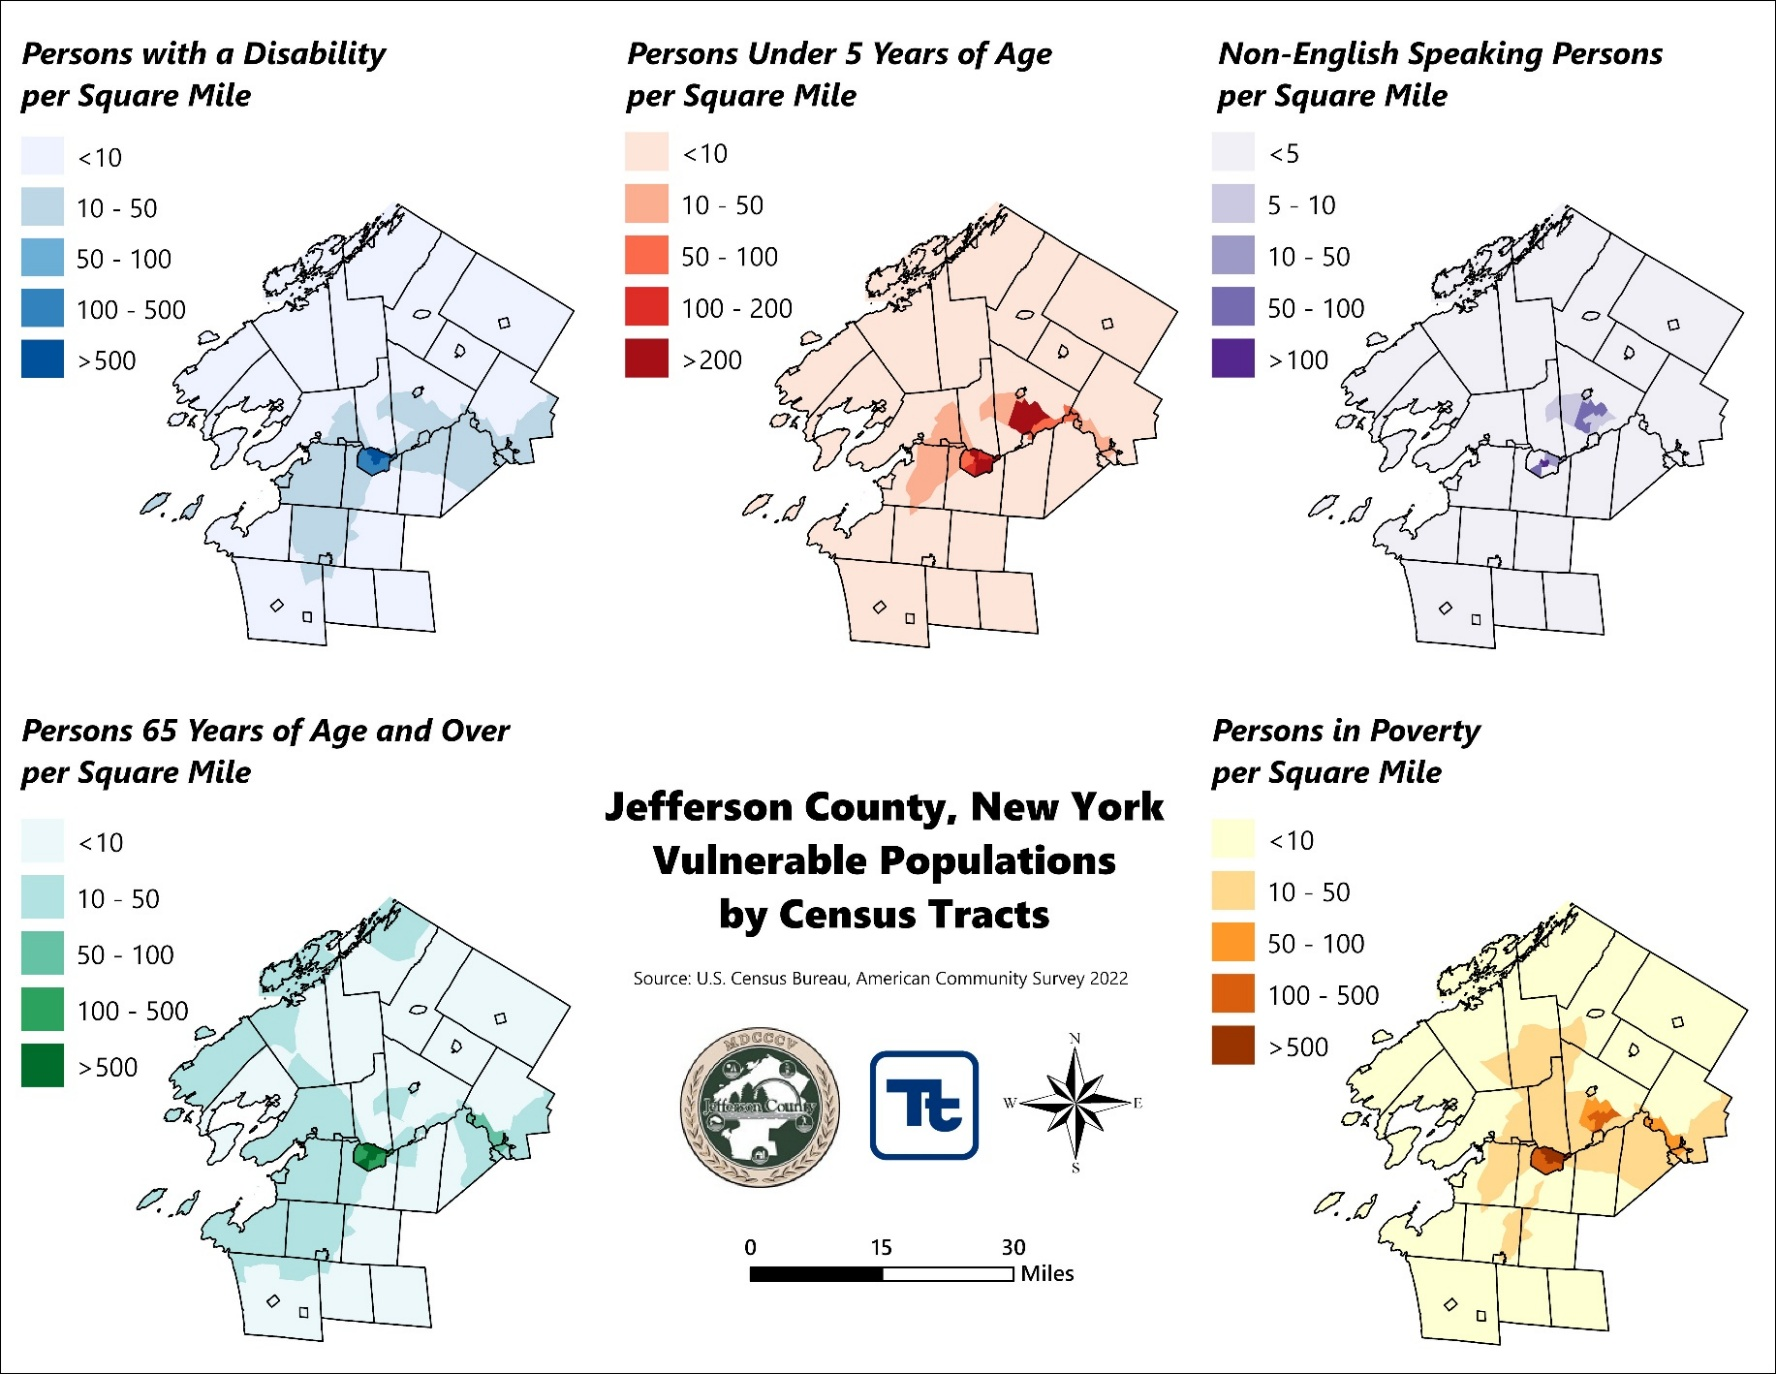 Persons with a Disability
per Square Mile
<10
10 - 50
50 - 100
100 - 500
>500
Persons Under 5 Years of Age
per Square Mile
<10
10 - 50
50 - 100
100 - 200
>200
Non-English Speaking Persons
per Square Mile
<5
5 - 10
10 - 50
50 - 100
>100
Persons 65 Years of Age and Over
per Square Mile
<10
10 - 50
50 - 100
100 - 500
>500
Jefferson County, New York
Vulnerable Populations
by Census Tracts
Source: U.S. Census Bureau, American Community Survey 2022
MDCCCV
Jefferson County
Tt
N
W
E
S
0 15 30
Miles
Persons in Poverty
per Square Mile
<10
10 - 50
50 - 100
100 - 500
>500